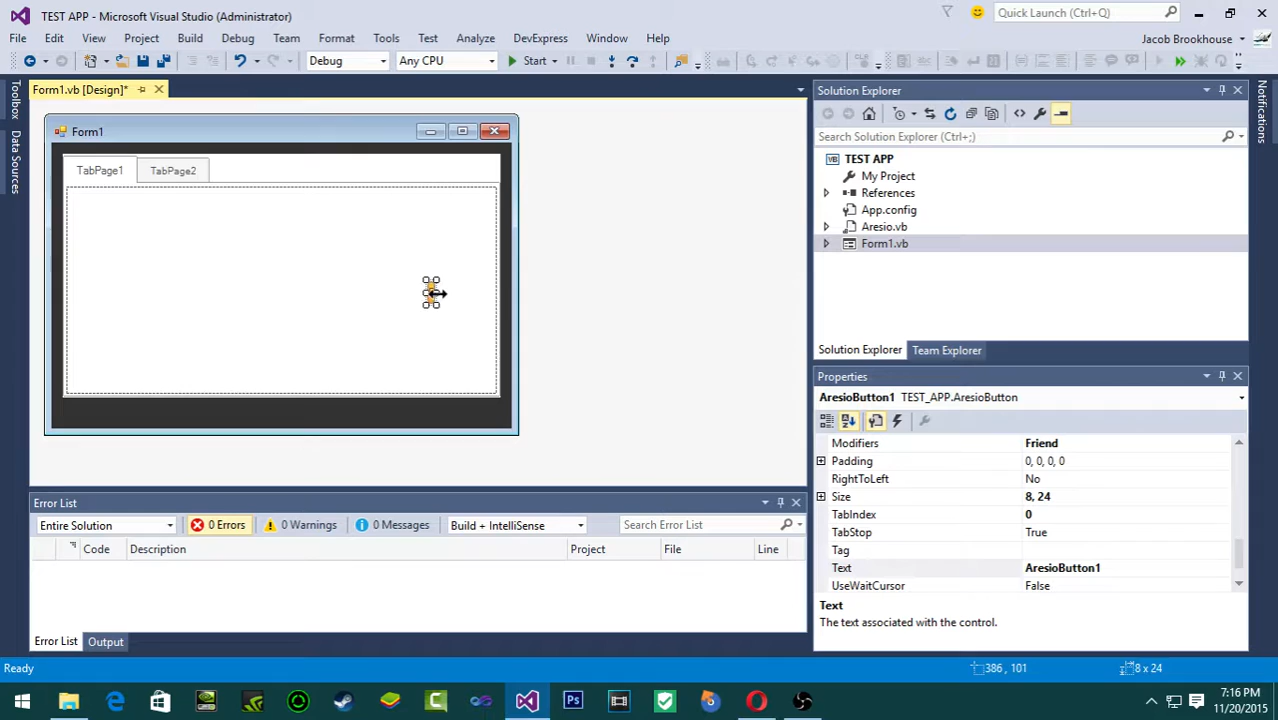 TEST APP - Microsoft Visual Studio (Administrator)
Quick Launch (Ctrl+Q)
File Edit View Project Build Debug Team Format Tools Test Analyze DevExpress Window Help
Jacob Brookhouse
Debug Any CPU Start
Toolbox
Data Sources
Form1.vb [Design]*
Form1
TabPage1 TabPage2
Solution Explorer
Search Solution Explorer (Ctrl+;)
VB TEST APP
My Project
References
App.config
Aresio.vb
Form1.vb
Solution Explorer Team Explorer
Notifications
Properties
AresioButton1 TEST_APP.AresioButton
Modifiers Friend
Padding 0, 0, 0, 0
RightToLeft No
Size 8, 24
TabIndex 0
TabStop True
Tag
Text AresioButton1
UseWaitCursor False
Text
The text associated with the control.
Error List
Entire Solution 0 Errors 0 Warnings 0 Messages Build + IntelliSense Search Error List
Code Description Project File Line
Error List Output
Ready 386 , 101 8 x 24
Ps
7:16 PM
11/20/2015